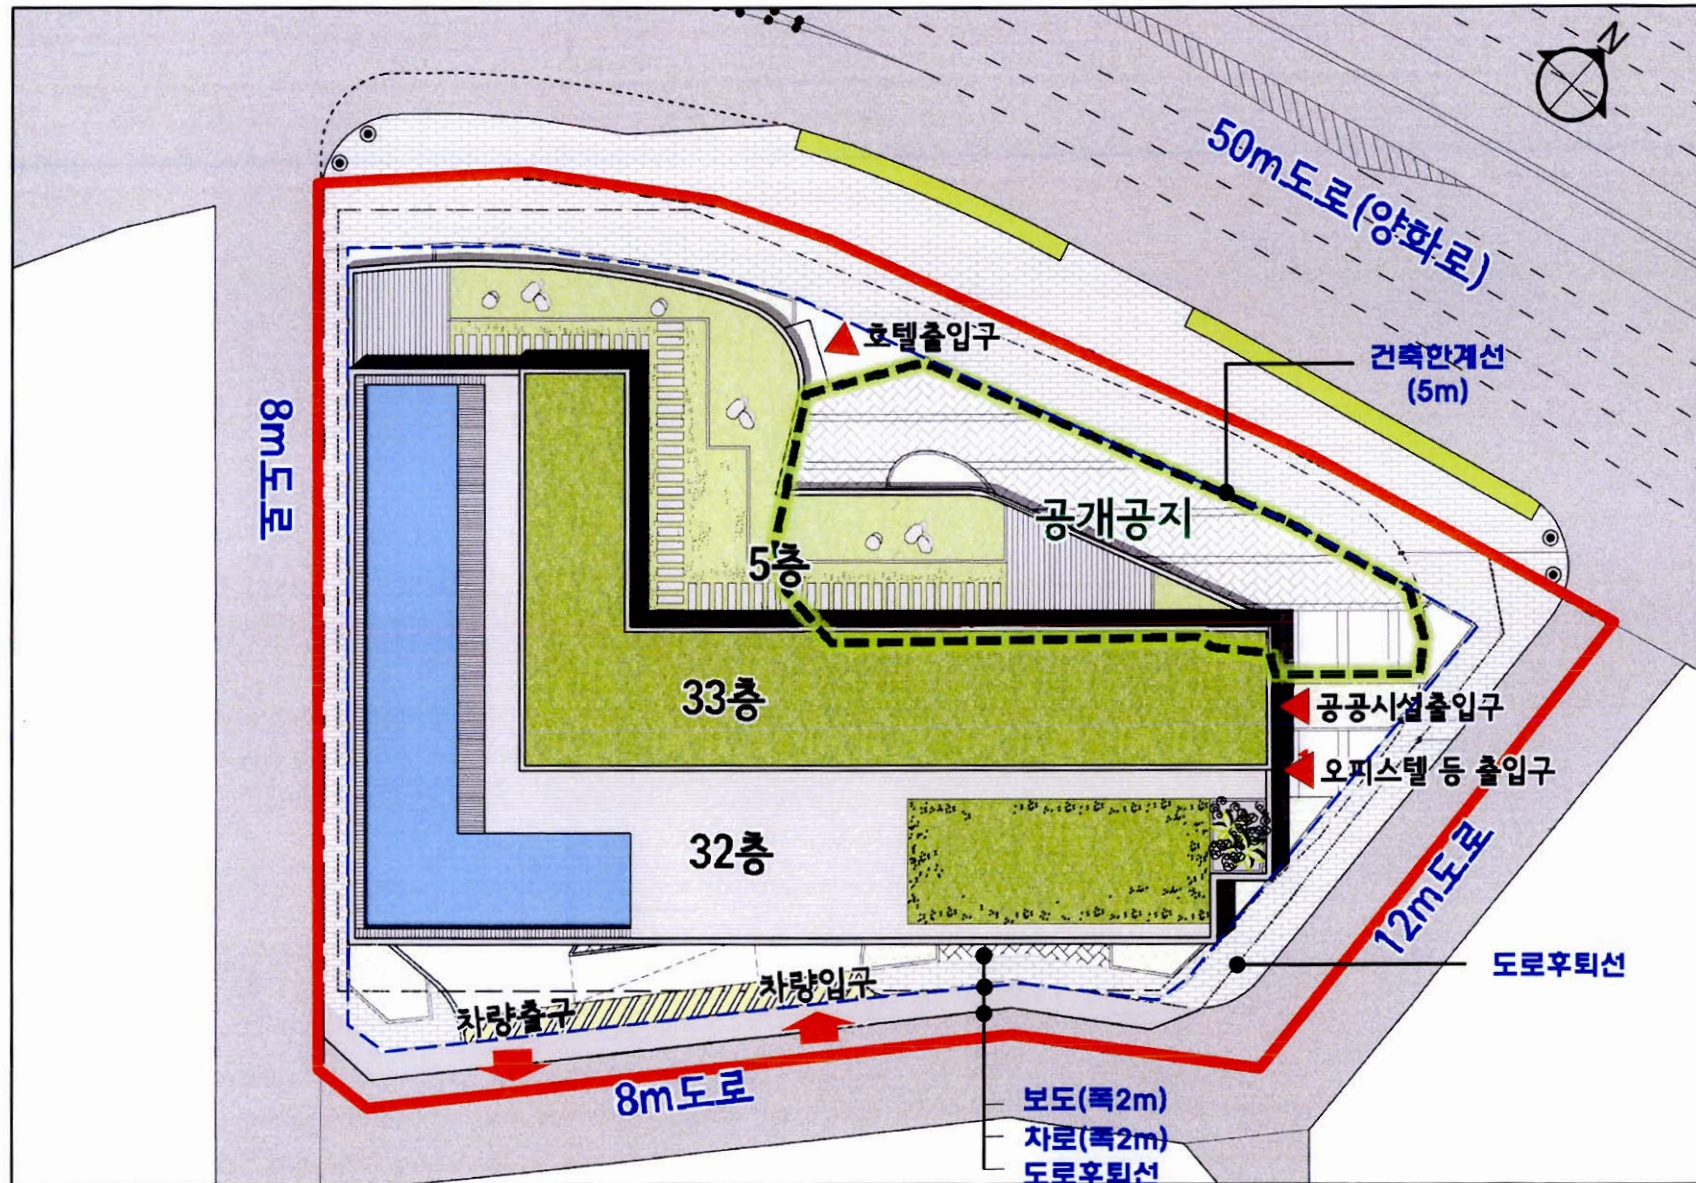 N
50m도로(양화로)
호텔출입구
건축한계선
(5m)
8m도로
공개공지
5층
33층
공공시설출입구
오피스텔 등 출입구
32층
12m도로
도로후퇴선
차량입구
차량출구
8m도로
보도(폭2m)
차로(폭2m)
도로후퇴선